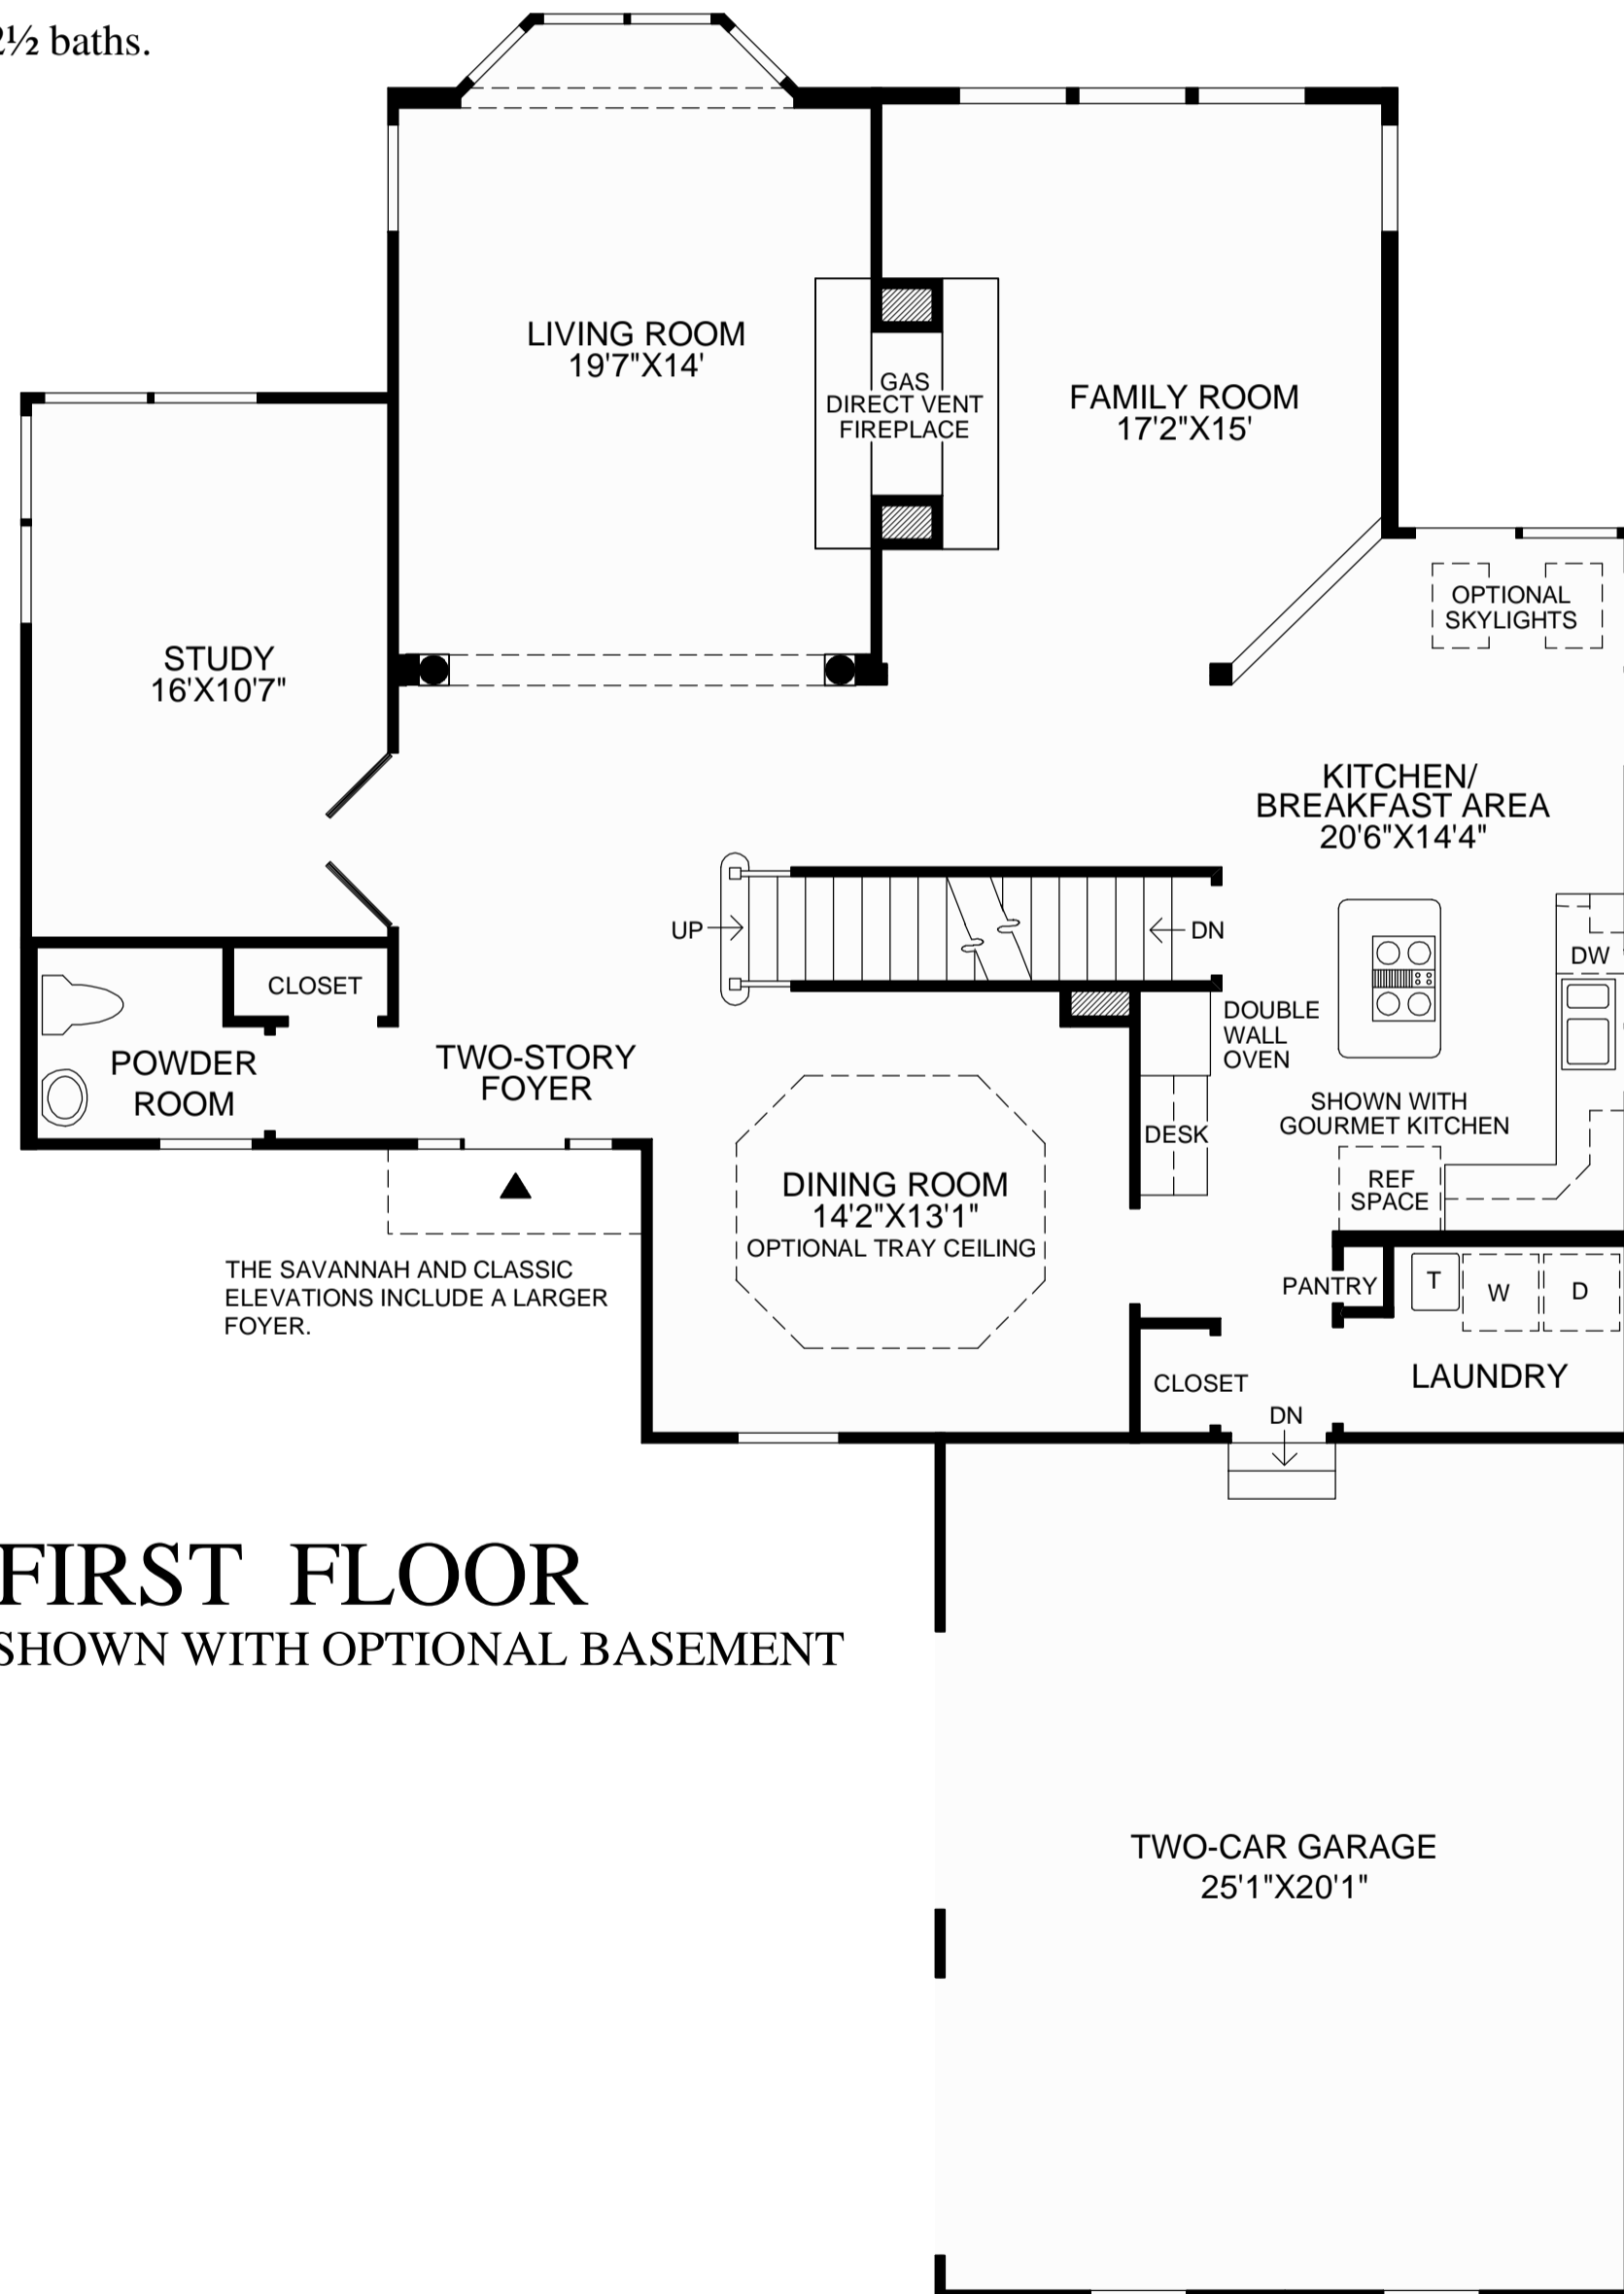 2½ baths.
LIVING ROOM
19'7"X14'
GAS
DIRECT VENT
FIREPLACE
FAMILY ROOM
17'2"X15'
OPTIONAL
SKYLIGHTS
STUDY
16'X10'7"
KITCHEN/
BREAKFAST AREA
20'6"X14'4"
UP
DN
DW
CLOSET
DOUBLE
WALL
OVEN
POWDER
ROOM
TWO-STORY
FOYER
SHOWN WITH
GOURMET KITCHEN
DESK
REF
SPACE
DINING ROOM
14'2"X13'1"
OPTIONAL TRAY CEILING
THE SAVANNAH AND CLASSIC
ELEVATIONS INCLUDE A LARGER
FOYER.
PANTRY
T
W
D
CLOSET
LAUNDRY
DN
FIRST FLOOR
SHOWN WITH OPTIONAL BASEMENT
TWO-CAR GARAGE
25'1"X20'1"